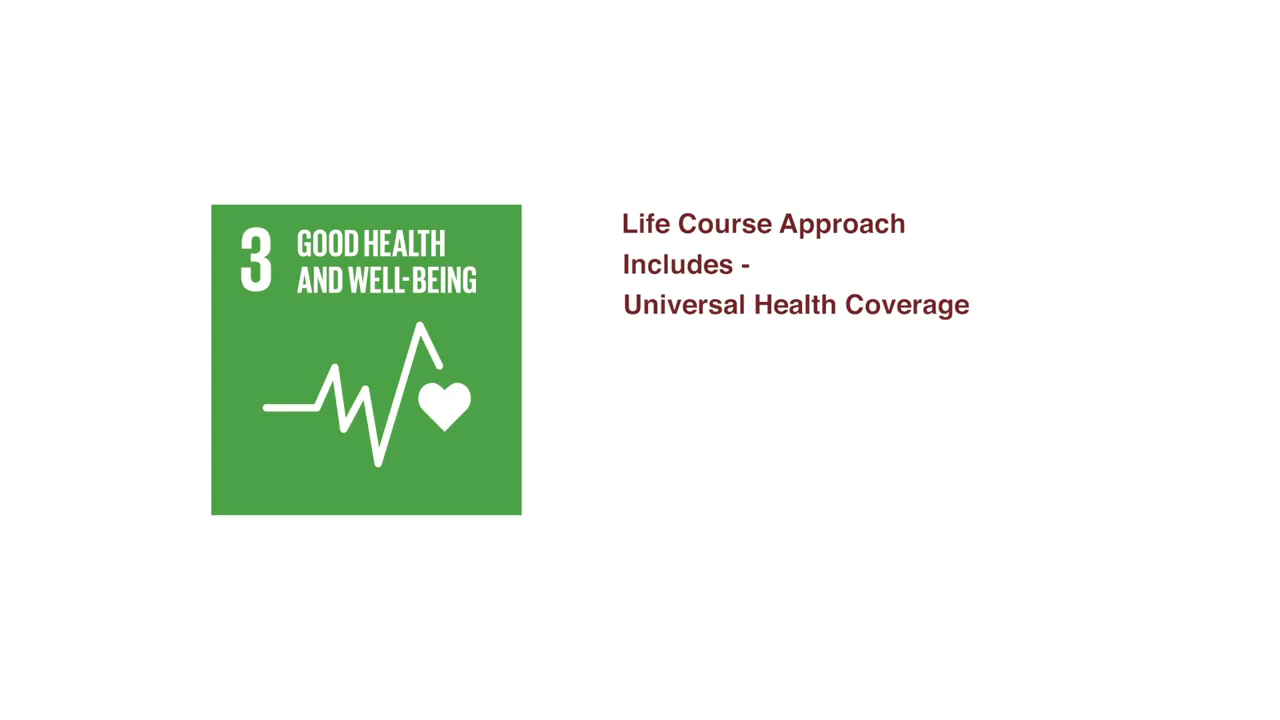 3
GOOD HEALTH
AND WELL-BEING
Life Course Approach
Includes -
Universal Health Coverage